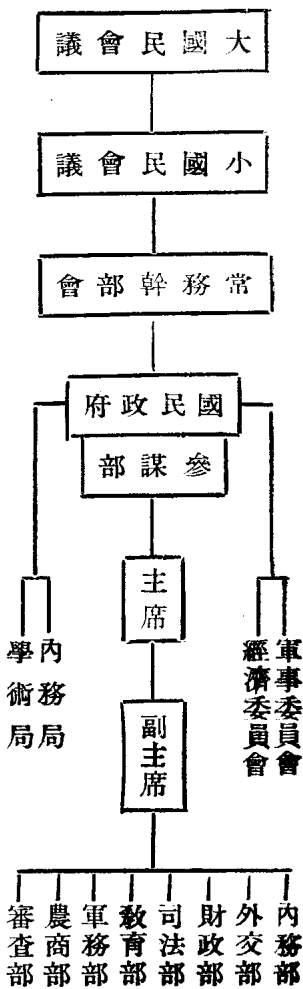 大國民會議
小國民會議
常務幹部會
國民政府
參謀部
主席
軍事委員會
經濟委員會
內務局
學術局
副主席
內務部
外交部
財政部
司法部
敎育部
軍務部
農商部
審查部